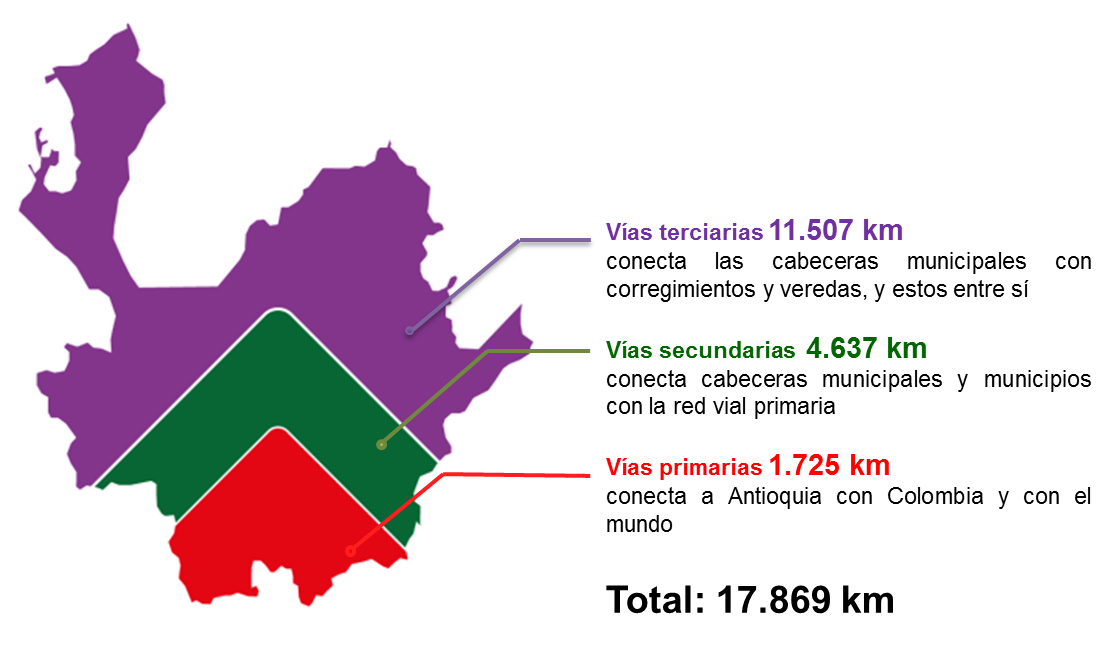 Vías terciarias 11.507 km
conecta las cabeceras municipales con
corregimientos y veredas, y estos entre sí
Vías secundarias 4.637 km
conecta cabeceras municipales y municipios
con la red vial primaria
Vías primarias 1.725 km
conecta a Antioquia con Colombia y con el
mundo
Total: 17.869 km